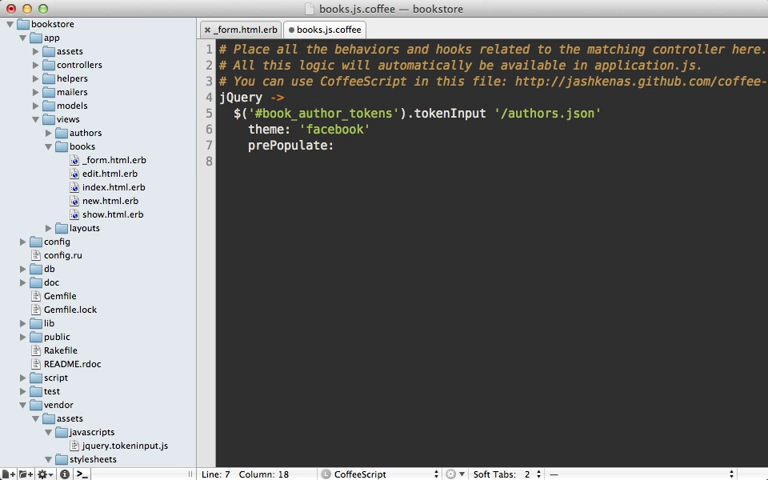 books.js.coffee — bookstore
bookstore
app
assets
controllers
helpers
mailers
models
views
authors
books
_form.html.erb
edit.html.erb
index.html.erb
new.html.erb
show.html.erb
layouts
config
config.ru
db
doc
Gemfile
Gemfile.lock
lib
public
Rakefile
README.rdoc
script
test
vendor
assets
javascripts
jquery.tokeninput.js
stylesheets
_form.html.erb
books.js.coffee
1 # Place all the behaviors and hooks related to the matching controller here.
2 # All this logic will automatically be available in application.js.
3 # You can use CoffeeScript in this file: http://jashkenas.github.com/coffee-
4 jQuery ->
5 $('#book_author_tokens').tokenInput '/authors.json'
6 theme: 'facebook'
7 prePopulate:
8
Line: 7 Column: 18 L CoffeeScript Soft Tabs: 2 —